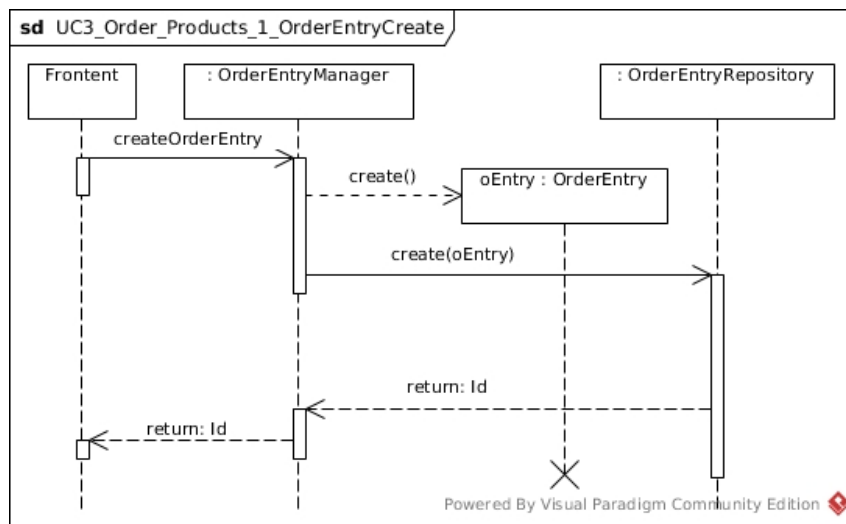 sd UC3_Order_Products_1_OrderEntryCreate
Frontent
: OrderEntryManager
: OrderEntryRepository
createOrderEntry
create()
oEntry : OrderEntry
create(oEntry)
return: Id
return: Id
Powered By Visual Paradigm Community Edition